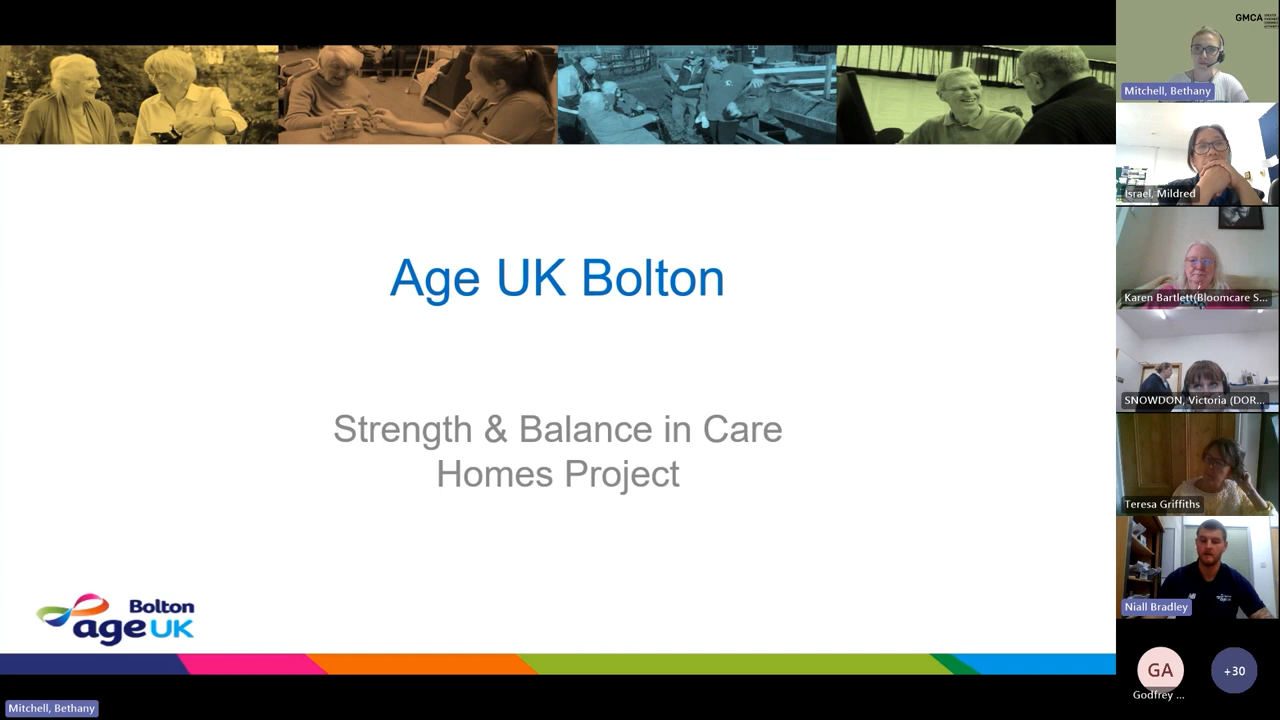 Age UK Bolton
Strength & Balance in Care
Homes Project
Bolton
age UK
Mitchell, Bethany
GMCA
Mitchell, Bethany
Israel, Mildred
Karen Bartlett(Bloomcare S...
SNOWDON, Victoria (DOR...
Teresa Griffiths
Niall Bradley
GA
Godfrey ...
+30